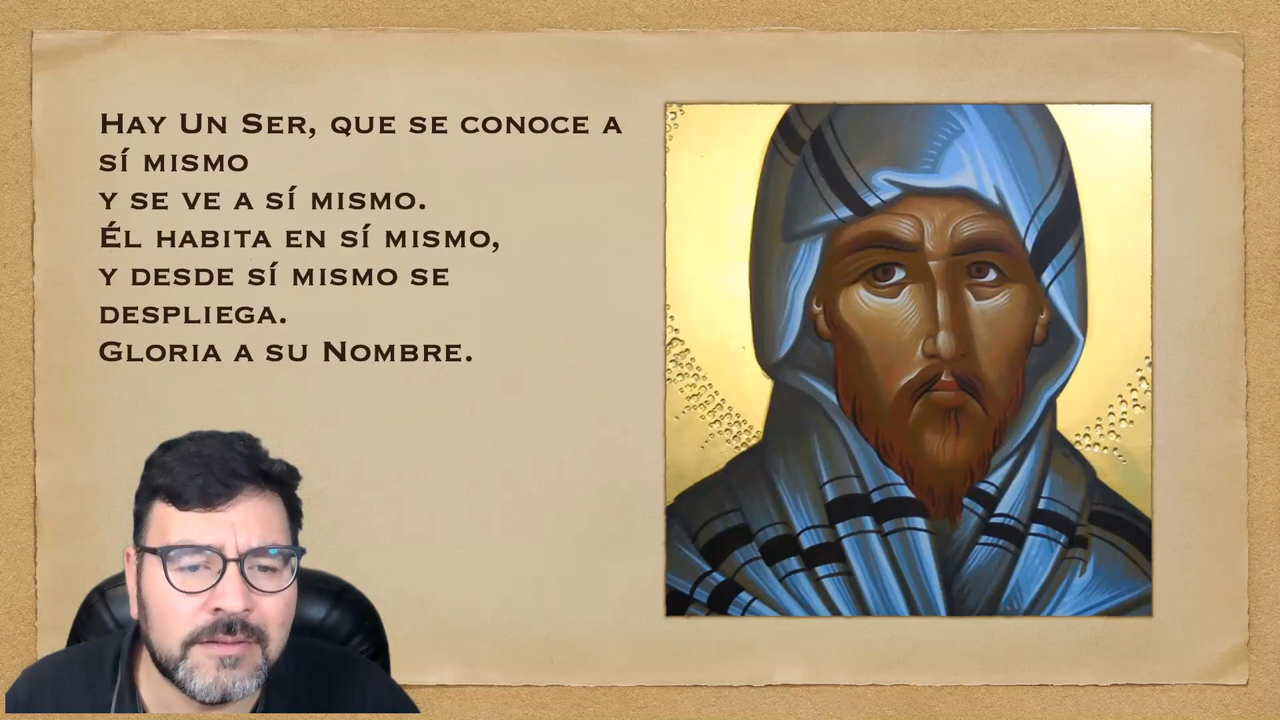 Hay Un Ser, que se conoce a
sí mismo
y se ve a sí mismo.
Él habita en sí mismo,
y desde sí mismo se
despliega.
Gloria a su Nombre.